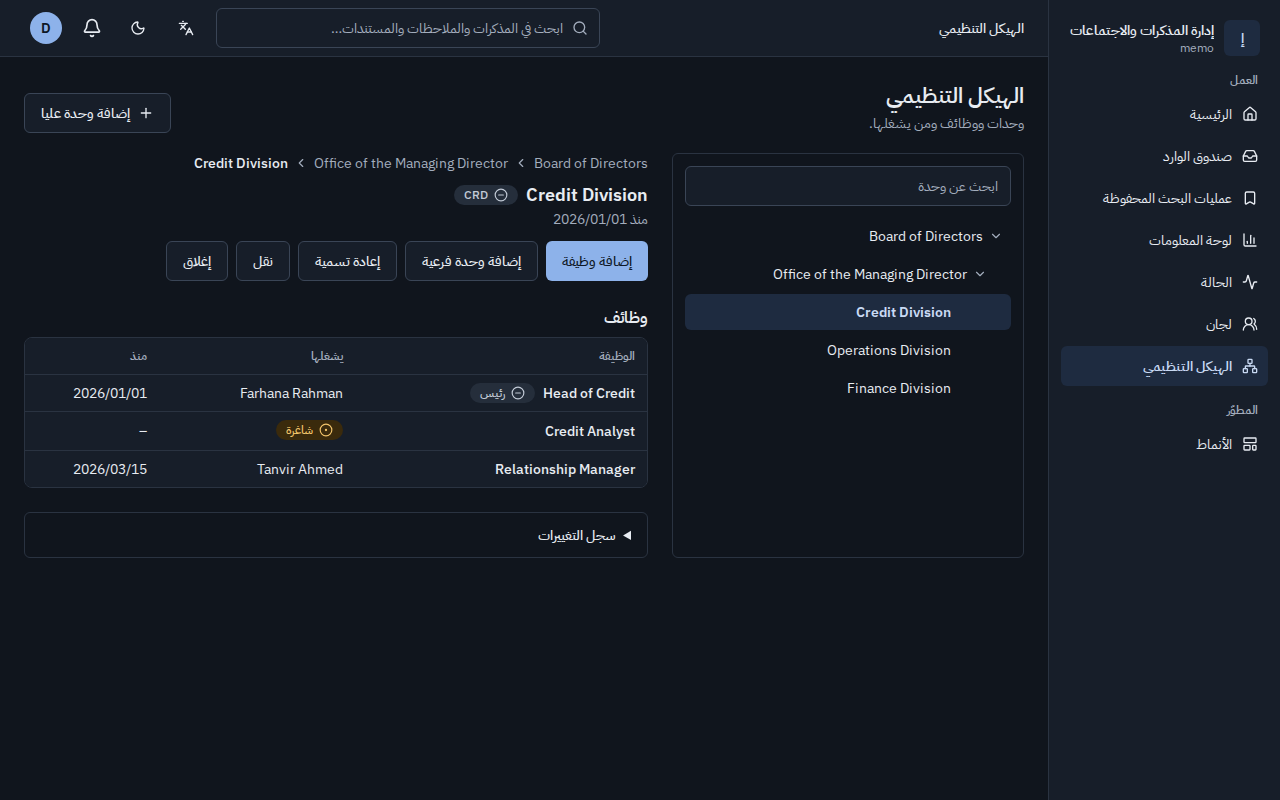 إ
إدارة المذكرات والاجتماعات
memo
العمل
الرئيسية
صندوق الوارد
عمليات البحث المحفوظة
لوحة المعلومات
الحالة
لجان
الهيكل التنظيمي
المطوّر
الأنماط
الهيكل التنظيمي
ابحث في المذكرات والملاحظات والمستندات...
D
الهيكل التنظيمي
وحدات ووظائف ومن يشغلها.
إضافة وحدة عليا
ابحث عن وحدة
Board of Directors
Office of the Managing Director
Credit Division
Operations Division
Finance Division
Board of Directors Office of the Managing Director Credit Division
Credit Division CRD
منذ 2026/01/01
إضافة وظيفة إضافة وحدة فرعية إعادة تسمية نقل إغلاق
وظائف
الوظيفة يشغلها منذ
Head of Credit رئيس Farhana Rahman 2026/01/01
Credit Analyst شاغرة –
Relationship Manager Tanvir Ahmed 2026/03/15
سجل التغييرات